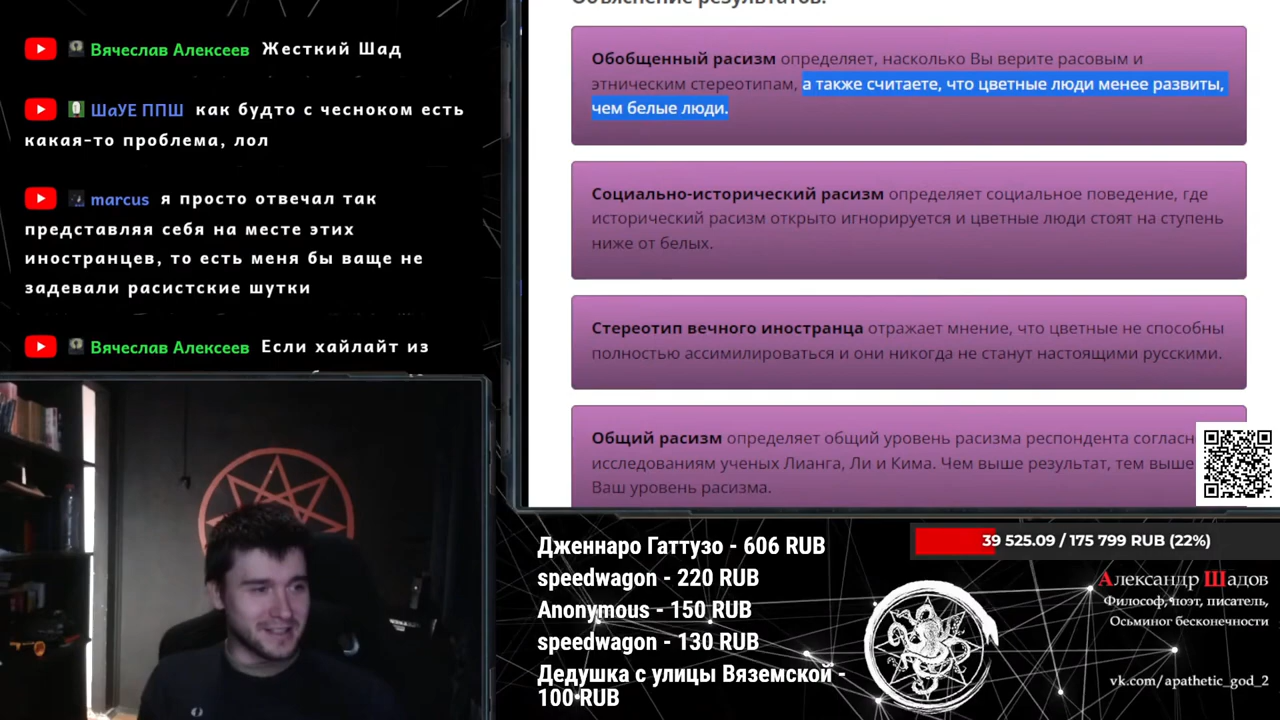 Вячеслав Алексеев Жесткий Шад
ШаУЕ ППШ как будто с чесноком есть
какая-то проблема, лол
marcus я просто отвечал так
представляя себя на месте этих
иностранцев, то есть меня бы ваще не
задевали расистские шутки
Вячеслав Алексеев Если хайлайт из
Объяснение результатов:
Обобщенный расизм определяет, насколько Вы верите расовым и
этническим стереотипам, а также считаете, что цветные люди менее развиты,
чем белые люди.
Социально-исторический расизм определяет социальное поведение, где
исторический расизм открыто игнорируется и цветные люди стоят на ступень
ниже от белых.
Стереотип вечного иностранца отражает мнение, что цветные не способны
полностью ассимилироваться и они никогда не станут настоящими русскими.
Общий расизм определяет общий уровень расизма респондента согласн
исследованиям ученых Лианга, Ли и Кима. Чем выше результат, тем выше
Ваш уровень расизма.
Дженнаро Гаттузо - 606 RUB
speedwagon - 220 RUB
Anonymous - 150 RUB
speedwagon - 130 RUB
Дедушка с улицы Вяземской -
100 RUB
39 525.09 / 175 799 RUB (22%)
Александр Шадов
Философ, поэт, писатель,
Осьминог бесконечности
vk.com/apathetic_god_2